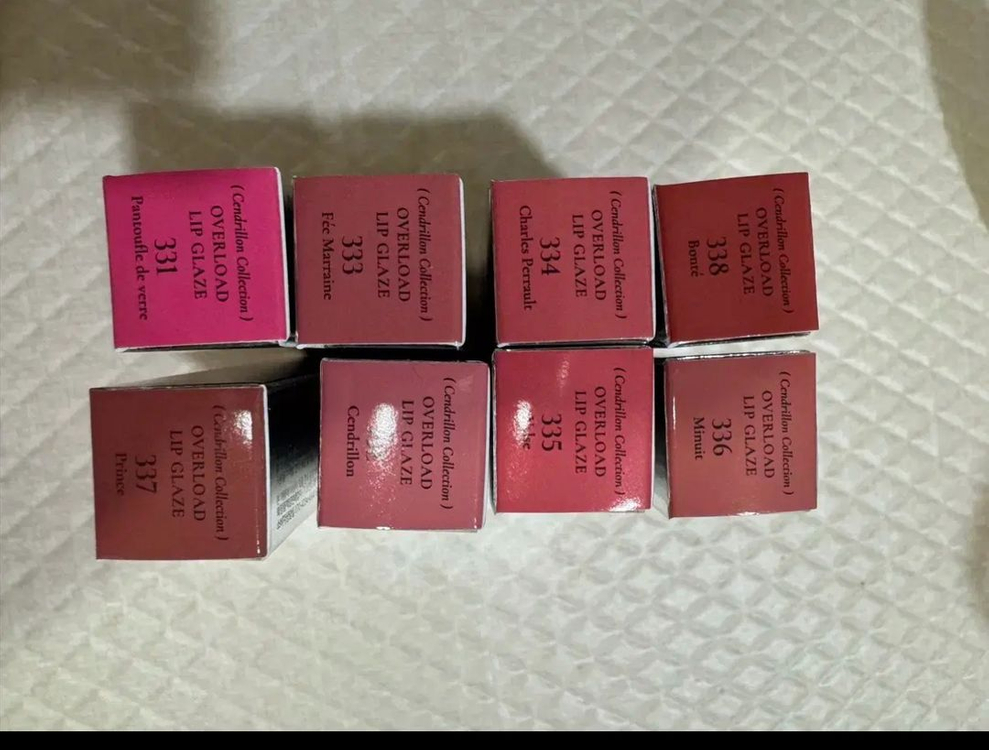 (Cendrillon Collection)
OVERLOAD
LIP GLAZE
331
Pantoufle de verre
(Cendrillon Collection)
OVERLOAD
LIP GLAZE
333
Fée Marraine
(Cendrillon Collection)
OVERLOAD
LIP GLAZE
334
Charles Perrault
(Cendrillon Collection)
OVERLOAD
LIP GLAZE
338
Bonté
(Cendrillon Collection)
OVERLOAD
LIP GLAZE
337
Prince
(Cendrillon Collection)
OVERLOAD
LIP GLAZE
Cendrillon
(Cendrillon Collection)
OVERLOAD
LIP GLAZE
335
(Cendrillon Collection)
OVERLOAD
LIP GLAZE
336
Minuit